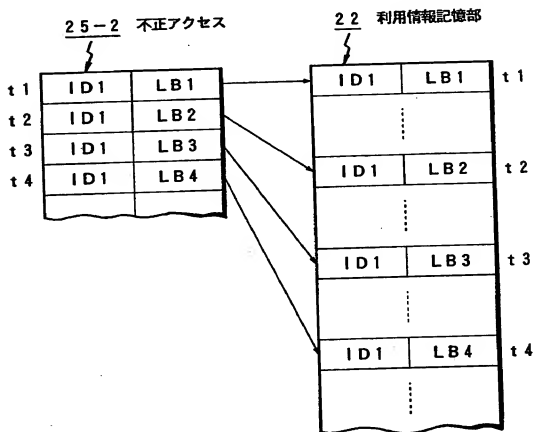 25-2 不正アクセス
22 利用情報記憶部
t1 ID1 LB1
t2 ID1 LB2
t3 ID1 LB3
t4 ID1 LB4
ID1 LB1 t1
ID1 LB2 t2
ID1 LB3 t3
ID1 LB4 t4